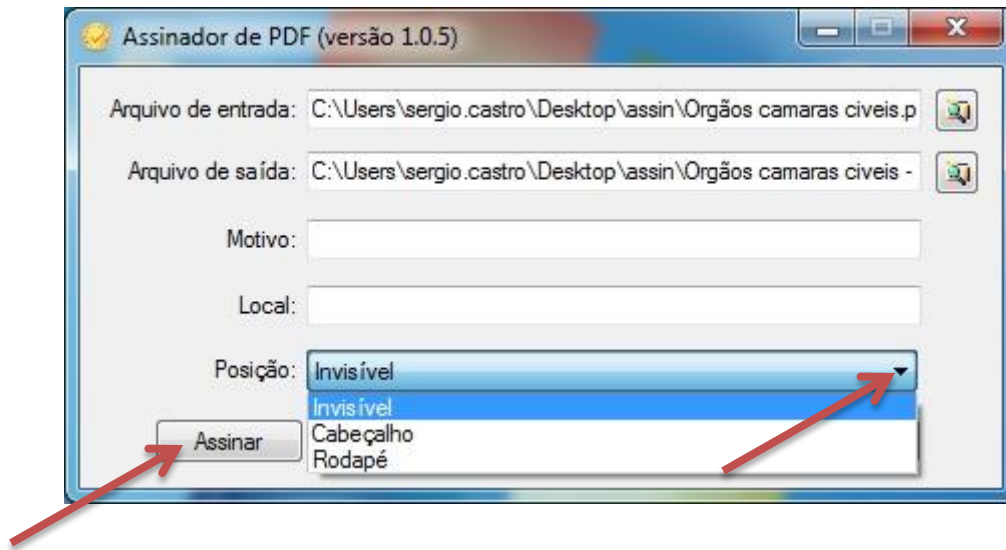 Assinador de PDF (versão 1.0.5)
Arquivo de entrada: C:\Users\sergio.castro\Desktop\assin\Orgãos camaras civeis.p
Arquivo de saída: C:\Users\sergio.castro\Desktop\assin\Orgãos camaras civeis -
Motivo:
Local:
Posição: Invisível
Invisível
Cabeçalho
Assinar
Rodapé